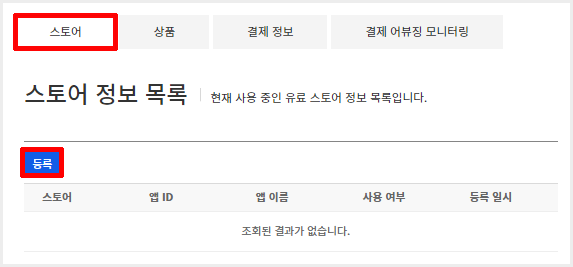 스토어 상품 결제 정보 결제 어뷰징 모니터링
스토어 정보 목록 현재 사용 중인 유료 스토어 정보 목록입니다.
등록
스토어 앱 ID 앱 이름 사용 여부 등록 일시
조회된 결과가 없습니다.